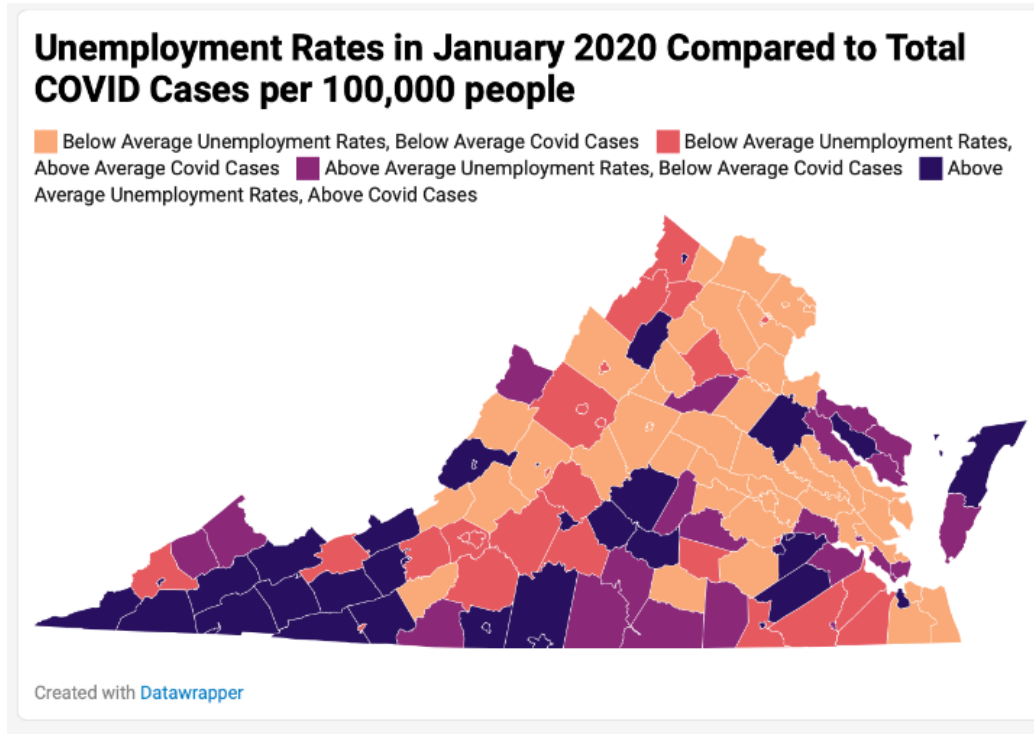 Unemployment Rates in January 2020 Compared to Total
COVID Cases per 100,000 people
Below Average Unemployment Rates, Below Average Covid Cases Below Average Unemployment Rates,
Above Average Covid Cases Above Average Unemployment Rates, Below Average Covid Cases Above
Average Unemployment Rates, Above Covid Cases
Created with Datawrapper